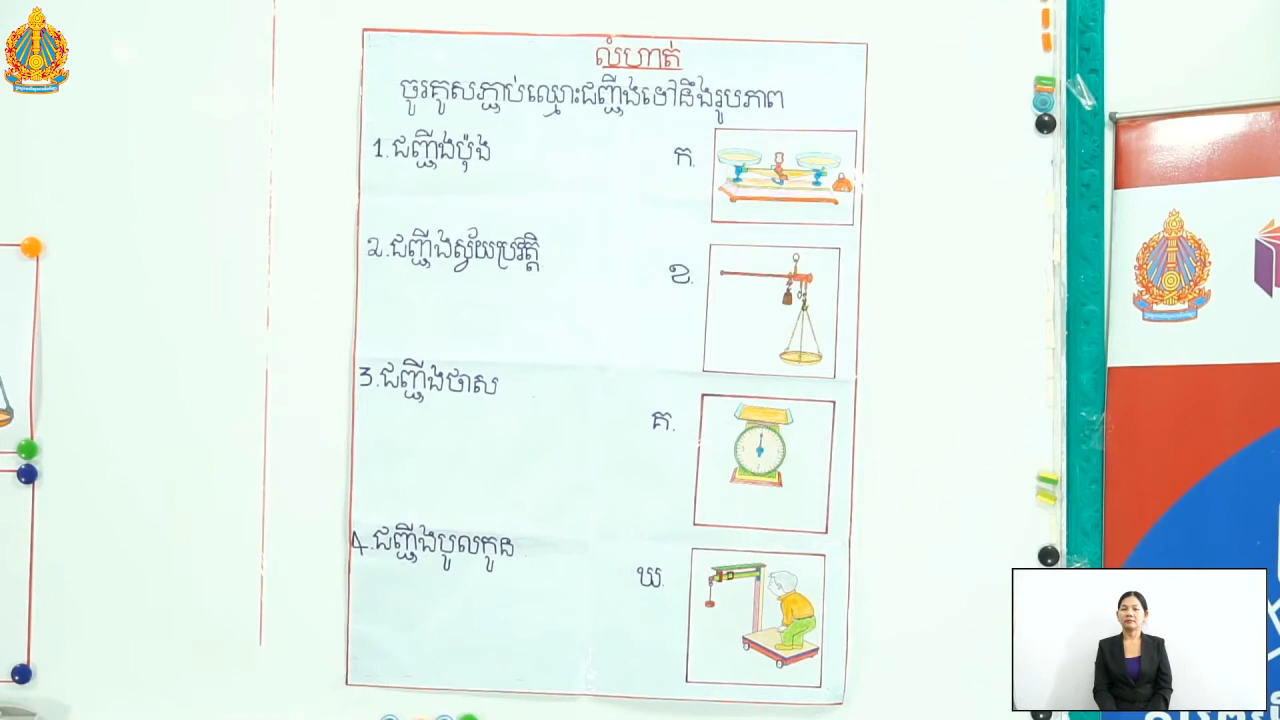 លំហាត់
ចូរគូសភ្ជាប់ឈ្មោះជញ្ជីងទៅនឹងរូបភាព
1.ជញ្ជីងប៉ុង
ក.
2.ជញ្ជីងស្វ័យប្រវត្តិ
ខ.
3.ជញ្ជីងថាស
គ.
4.ជញ្ជីងបូលកូន
ឃ.